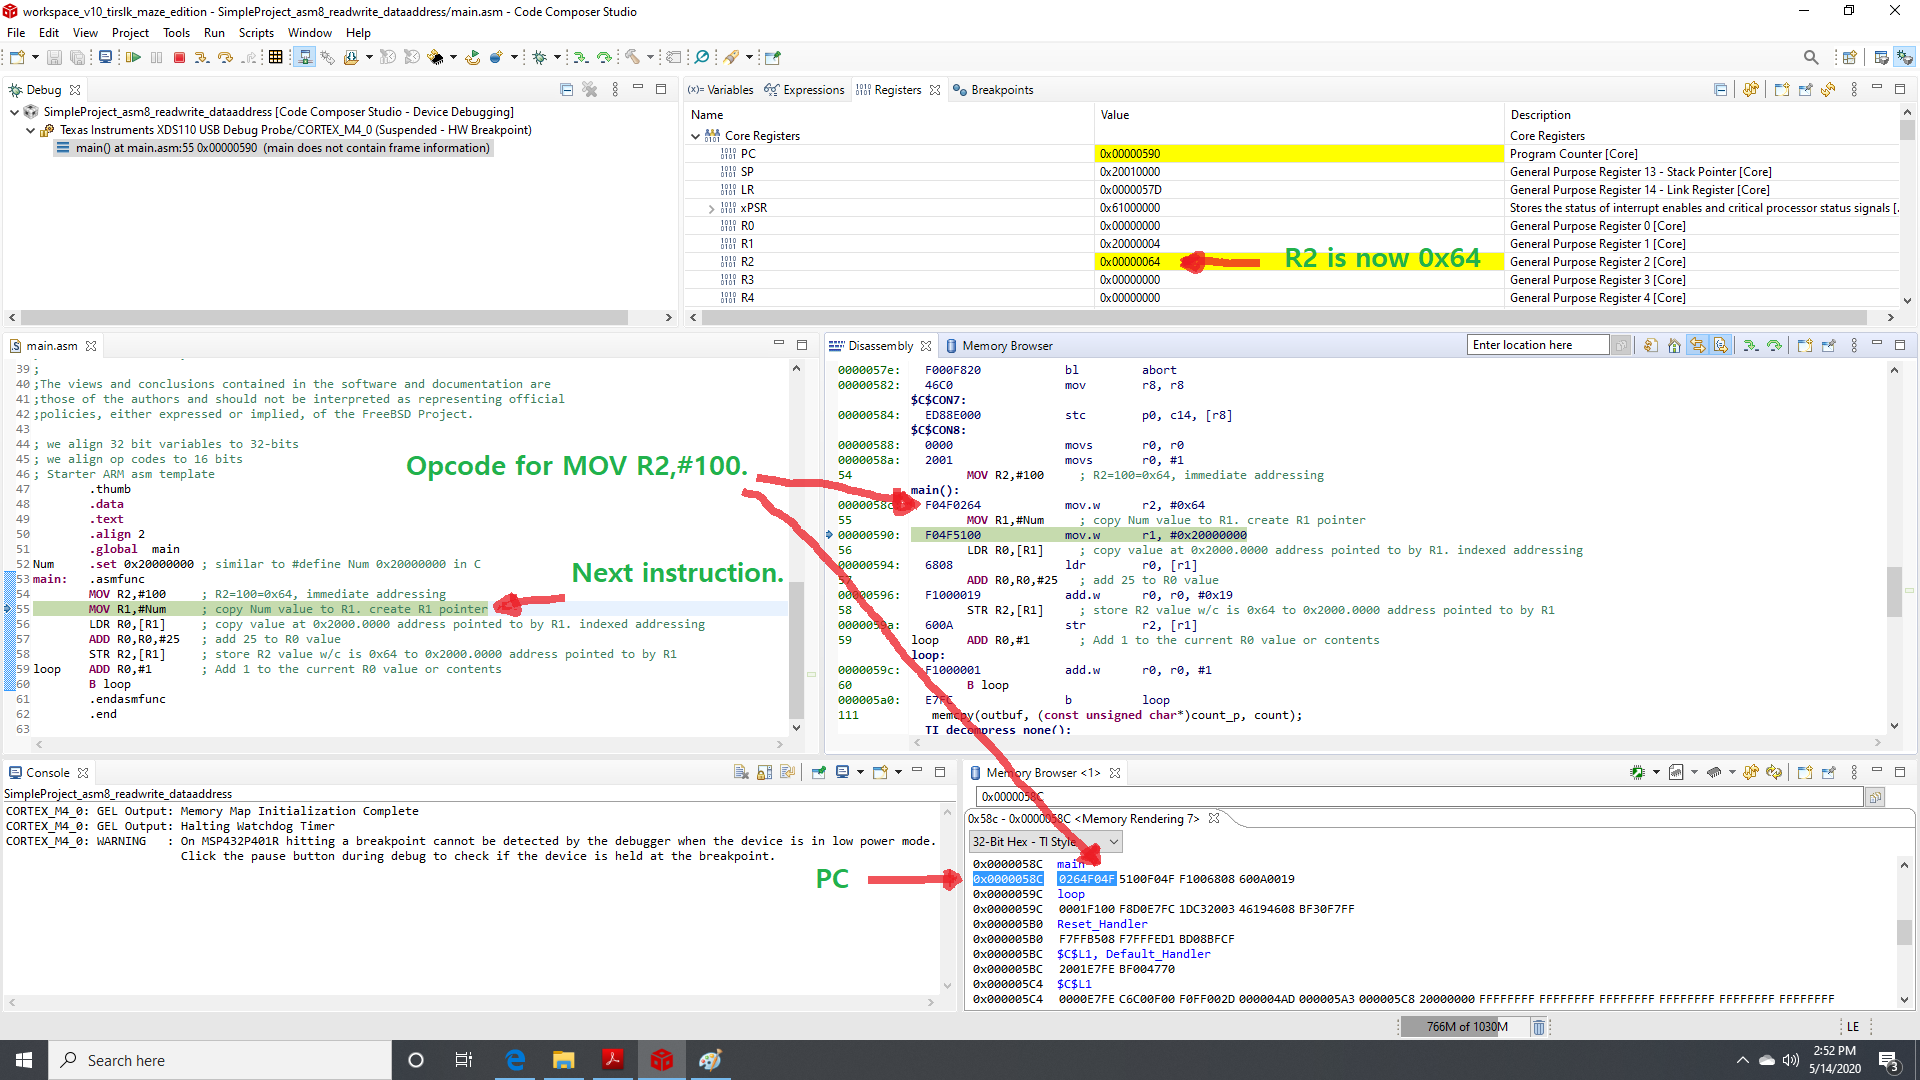 workspace_v10_tirslk_maze_edition - SimpleProject_asm8_readwrite_dataaddress/main.asm - Code Composer Studio
File Edit View Project Tools Run Scripts Window Help
Debug
SimpleProject_asm8_readwrite_dataaddress [Code Composer Studio - Device Debugging]
Texas Instruments XDS110 USB Debug Probe/CORTEX_M4_0 (Suspended - HW Breakpoint)
main() at main.asm:55 0x00000590 (main does not contain frame information)
(x)= Variables Expressions Registers Breakpoints
Name Value Description
Core Registers Core Registers
PC 0x00000590 Program Counter [Core]
SP 0x20010000 General Purpose Register 13 - Stack Pointer [Core]
LR 0x0000057D General Purpose Register 14 - Link Register [Core]
xPSR 0x61000000 Stores the status of interrupt enables and critical processor status signals [.
R0 0x00000000 General Purpose Register 0 [Core]
R1 0x20000004 General Purpose Register 1 [Core]
R2 0x00000064 General Purpose Register 2 [Core]
R3 0x00000000 General Purpose Register 3 [Core]
R4 0x00000000 General Purpose Register 4 [Core]
R2 is now 0x64
main.asm
39 ;
40 ;The views and conclusions contained in the software and documentation are
41 ;those of the authors and should not be interpreted as representing official
42 ;policies, either expressed or implied, of the FreeBSD Project.
43
44 ; we align 32 bit variables to 32-bits
45 ; we align op codes to 16 bits
46 ; Starter ARM asm template
47 .thumb
48 .data
49 .text
50 .align 2
51 .global main
52 Num .set 0x20000000 ; similar to #define Num 0x20000000 in C
53 main: .asmfunc
54 MOV R2,#100 ; R2=100=0x64, immediate addressing
55 MOV R1,#Num ; copy Num value to R1. create R1 pointer
56 LDR R0,[R1] ; copy value at 0x2000.0000 address pointed to by R1. indexed addressing
57 ADD R0,R0,#25 ; add 25 to R0 value
58 STR R2,[R1] ; store R2 value w/c is 0x64 to 0x2000.0000 address pointed to by R1
59 loop ADD R0,#1 ; Add 1 to the current R0 value or contents
60 B loop
61 .endasmfunc
62 .end
63
Opcode for MOV R2,#100.
Next instruction.
Disassembly Memory Browser Enter location here
0000057e: F000F820 bl abort
00000582: 46C0 mov r8, r8
$C$CON7:
00000584: ED88E000 stc p0, c14, [r8]
$C$CON8:
00000588: 0000 movs r0, r0
0000058a: 2001 movs r0, #1
54 MOV R2,#100 ; R2=100=0x64, immediate addressing
main():
0000058c: F04F0264 mov.w r2, #0x64
55 MOV R1,#Num ; copy Num value to R1. create R1 pointer
00000590: F04F5100 mov.w r1, #0x20000000
56 LDR R0,[R1] ; copy value at 0x2000.0000 address pointed to by R1. indexed addressing
00000594: 6808 ldr r0, [r1]
57 ADD R0,R0,#25 ; add 25 to R0 value
00000596: F1000019 add.w r0, r0, #0x19
58 STR R2,[R1] ; store R2 value w/c is 0x64 to 0x2000.0000 address pointed to by R1
0000059a: 600A str r2, [r1]
59 loop ADD R0,#1 ; Add 1 to the current R0 value or contents
loop:
0000059c: F1000001 add.w r0, r0, #1
60 B loop
000005a0: E7FC b loop
111 memcpy(outbuf, (const unsigned char*)count_p, count);
TI decompress none():
Console
SimpleProject_asm8_readwrite_dataaddress
CORTEX_M4_0: GEL Output: Memory Map Initialization Complete
CORTEX_M4_0: GEL Output: Halting Watchdog Timer
CORTEX_M4_0: WARNING : On MSP432P401R hitting a breakpoint cannot be detected by the debugger when the device is in low power mode.
Click the pause button during debug to check if the device is held at the breakpoint.
PC
Memory Browser <1>
0x0000058C
0x58c - 0x0000058C <Memory Rendering 7>
32-Bit Hex - TI Style
0x0000058C main
0x0000058C 0264F04F 5100F04F F1006808 600A0019
0x0000059C loop
0x0000059C 0001F100 F8D0E7FC 1DC32003 46194608 BF30F7FF
0x000005B0 Reset_Handler
0x000005B0 F7FFB508 F7FFFED1 BD08BFCF
0x000005BC $C$L1, Default_Handler
0x000005BC 2001E7FE BF004770
0x000005C4 $C$L1
0x000005C4 0000E7FE C6C00F00 F0FF002D 000004AD 000005A3 000005C8 20000000 FFFFFFFF FFFFFFFF FFFFFFFF FFFFFFFF FFFFFFFF FFFFFFFF
766M of 1030M LE
Search here
2:52 PM
5/14/2020
3